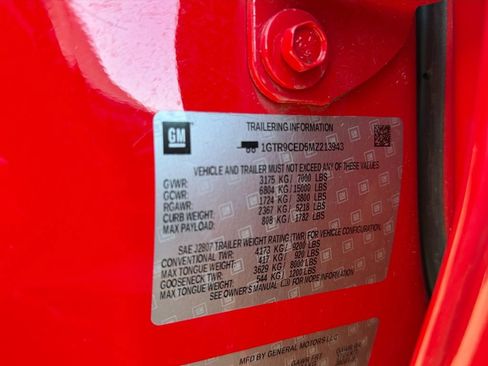 GM
TRAILERING INFORMATION
1GTR9CED5MZ213943
VEHICLE AND TRAILER MUST NOT EXCEED ANY OF THESE
GVWR: 3175 KG / 7000 LBS
GCWR: 6804 KG / 15000 LBS
RGAWR: 1724 KG / 3800 LBS
CURB WEIGHT: 2367 KG / 5218 LBS
MAX PAYLOAD: 808 KG / 1782 LBS
SAE J2807 TRAILER WEIGHT RATING (TWR) FOR VEHICLE CONFIGURATION
CONVENTIONAL TWR: 4173 KG / 9200 LBS
MAX TONGUE WEIGHT: 417 KG / 920 LBS
GOOSENECK TWR: 3629 KG / 8000 LBS
MAX TONGUE WEIGHT: 544 KG / 1200 LBS
SEE OWNER'S MANUAL FOR MORE INFORMATION
MFD BY GENERAL MOTORS LLC
GAWR FRT